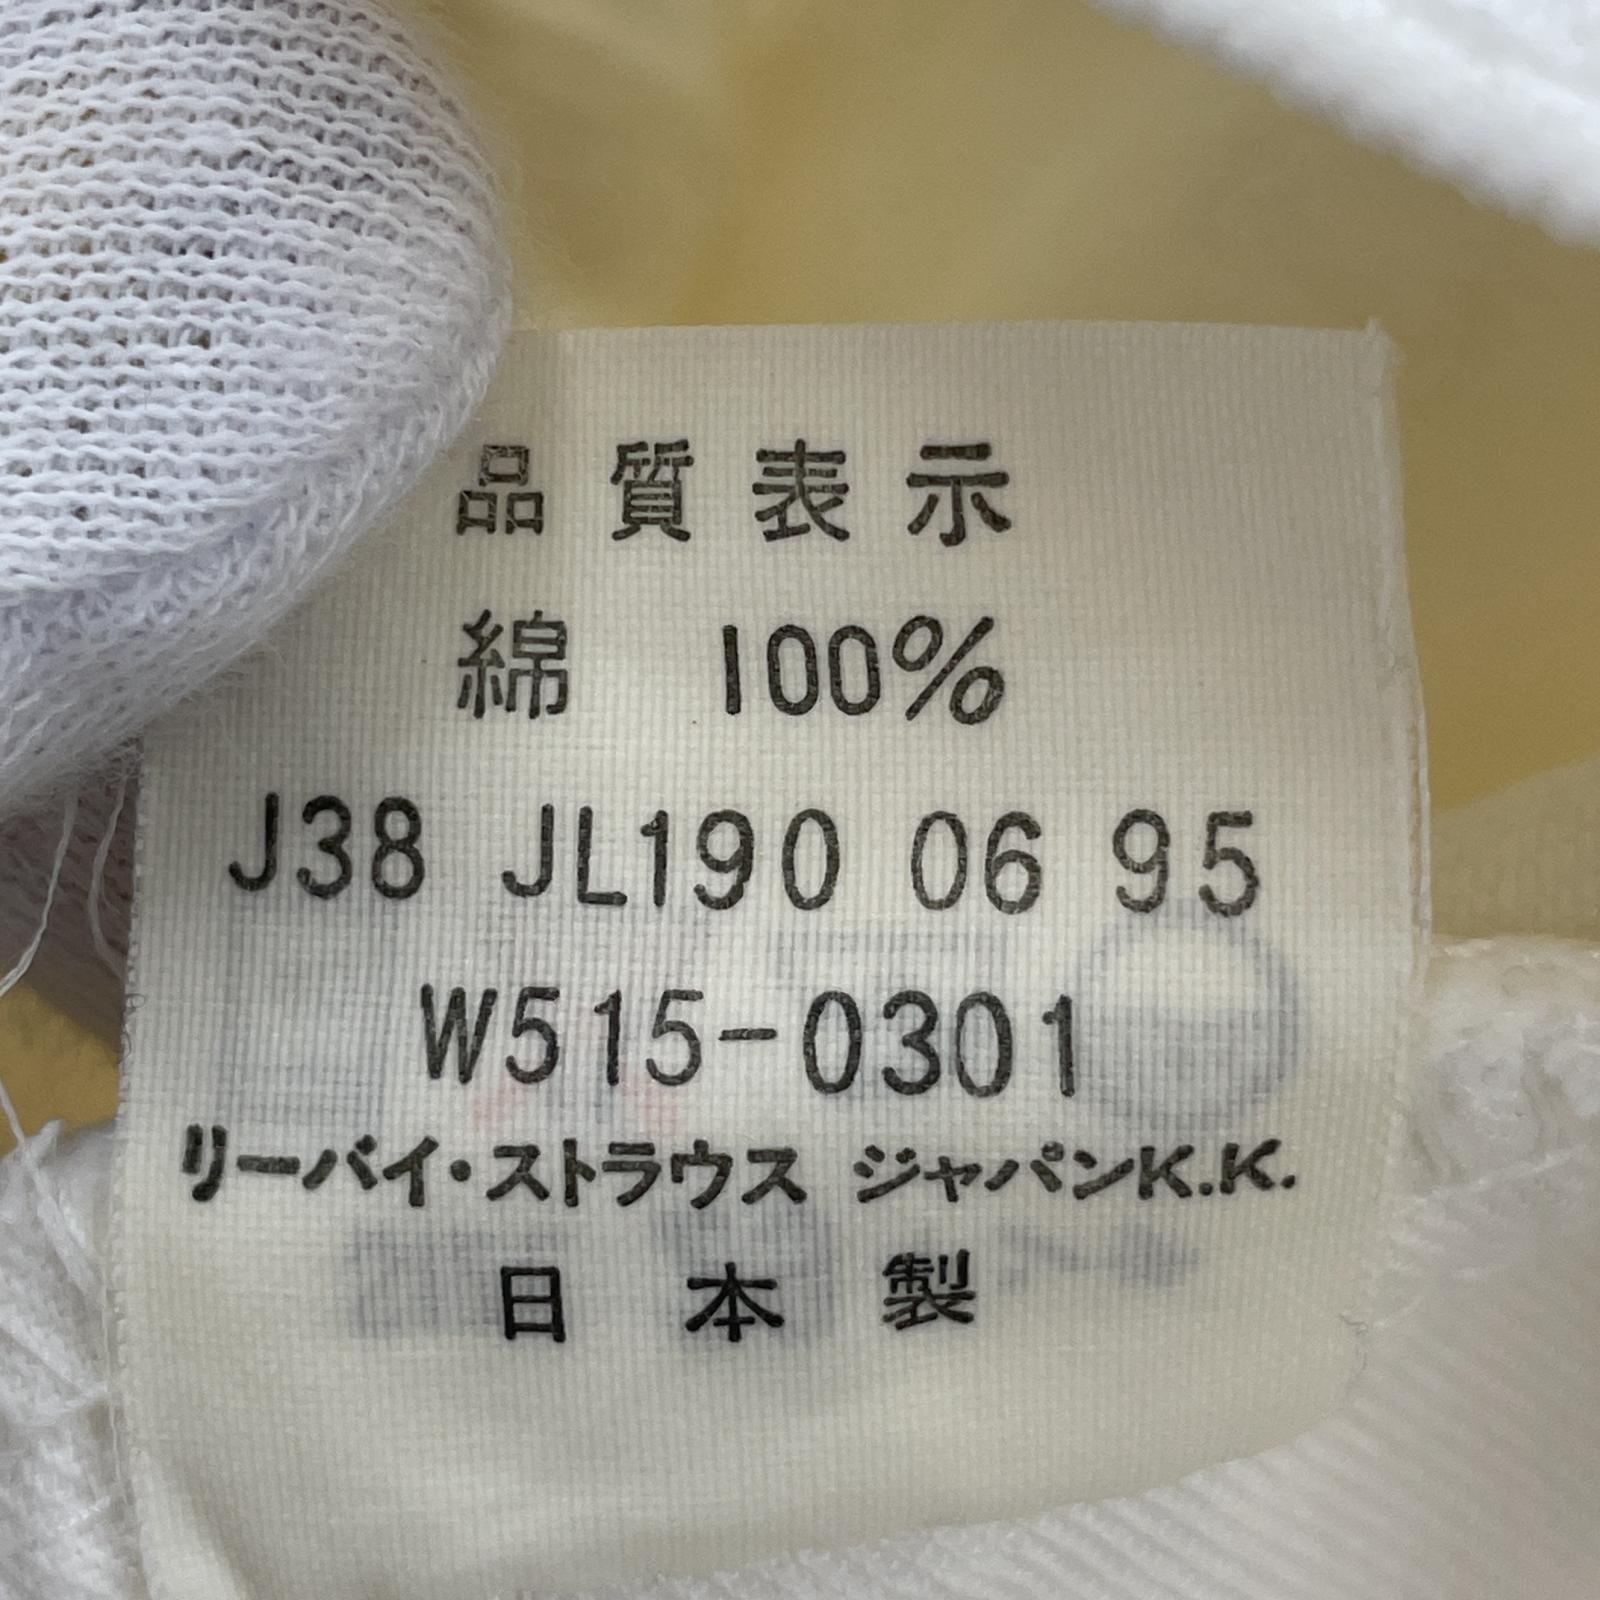 品質表示
綿 100%
J38 JL190 06 95
W515-0301
リーバイ・ストラウス ジャパンK.K.
日本製